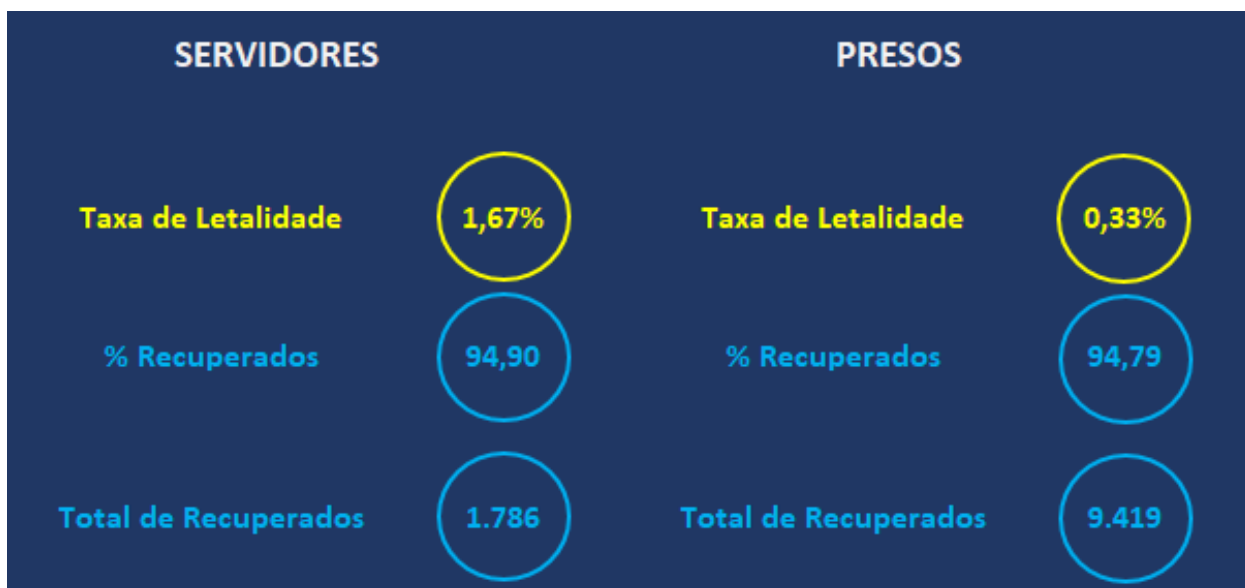 SERVIDORES
PRESOS
Taxa de Letalidade
1,67%
Taxa de Letalidade
0,33%
% Recuperados
94,90
% Recuperados
94,79
Total de Recuperados
1.786
Total de Recuperados
9.419